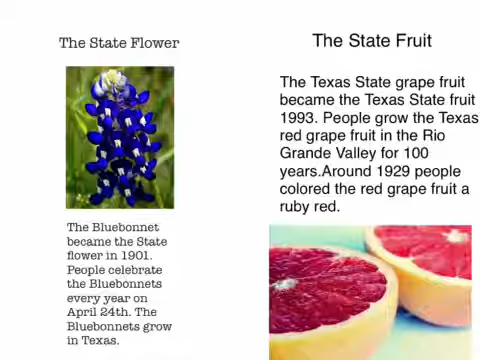 The State Flower
The Bluebonnet
became the State
flower in 1901.
People celebrate
the Bluebonnets
every year on
April 24th. The
Bluebonnets grow
in Texas.
The State Fruit
The Texas State grape fruit
became the Texas State fruit
1993. People grow the Texas
red grape fruit in the Rio
Grande Valley for 100
years.Around 1929 people
colored the red grape fruit a
ruby red.